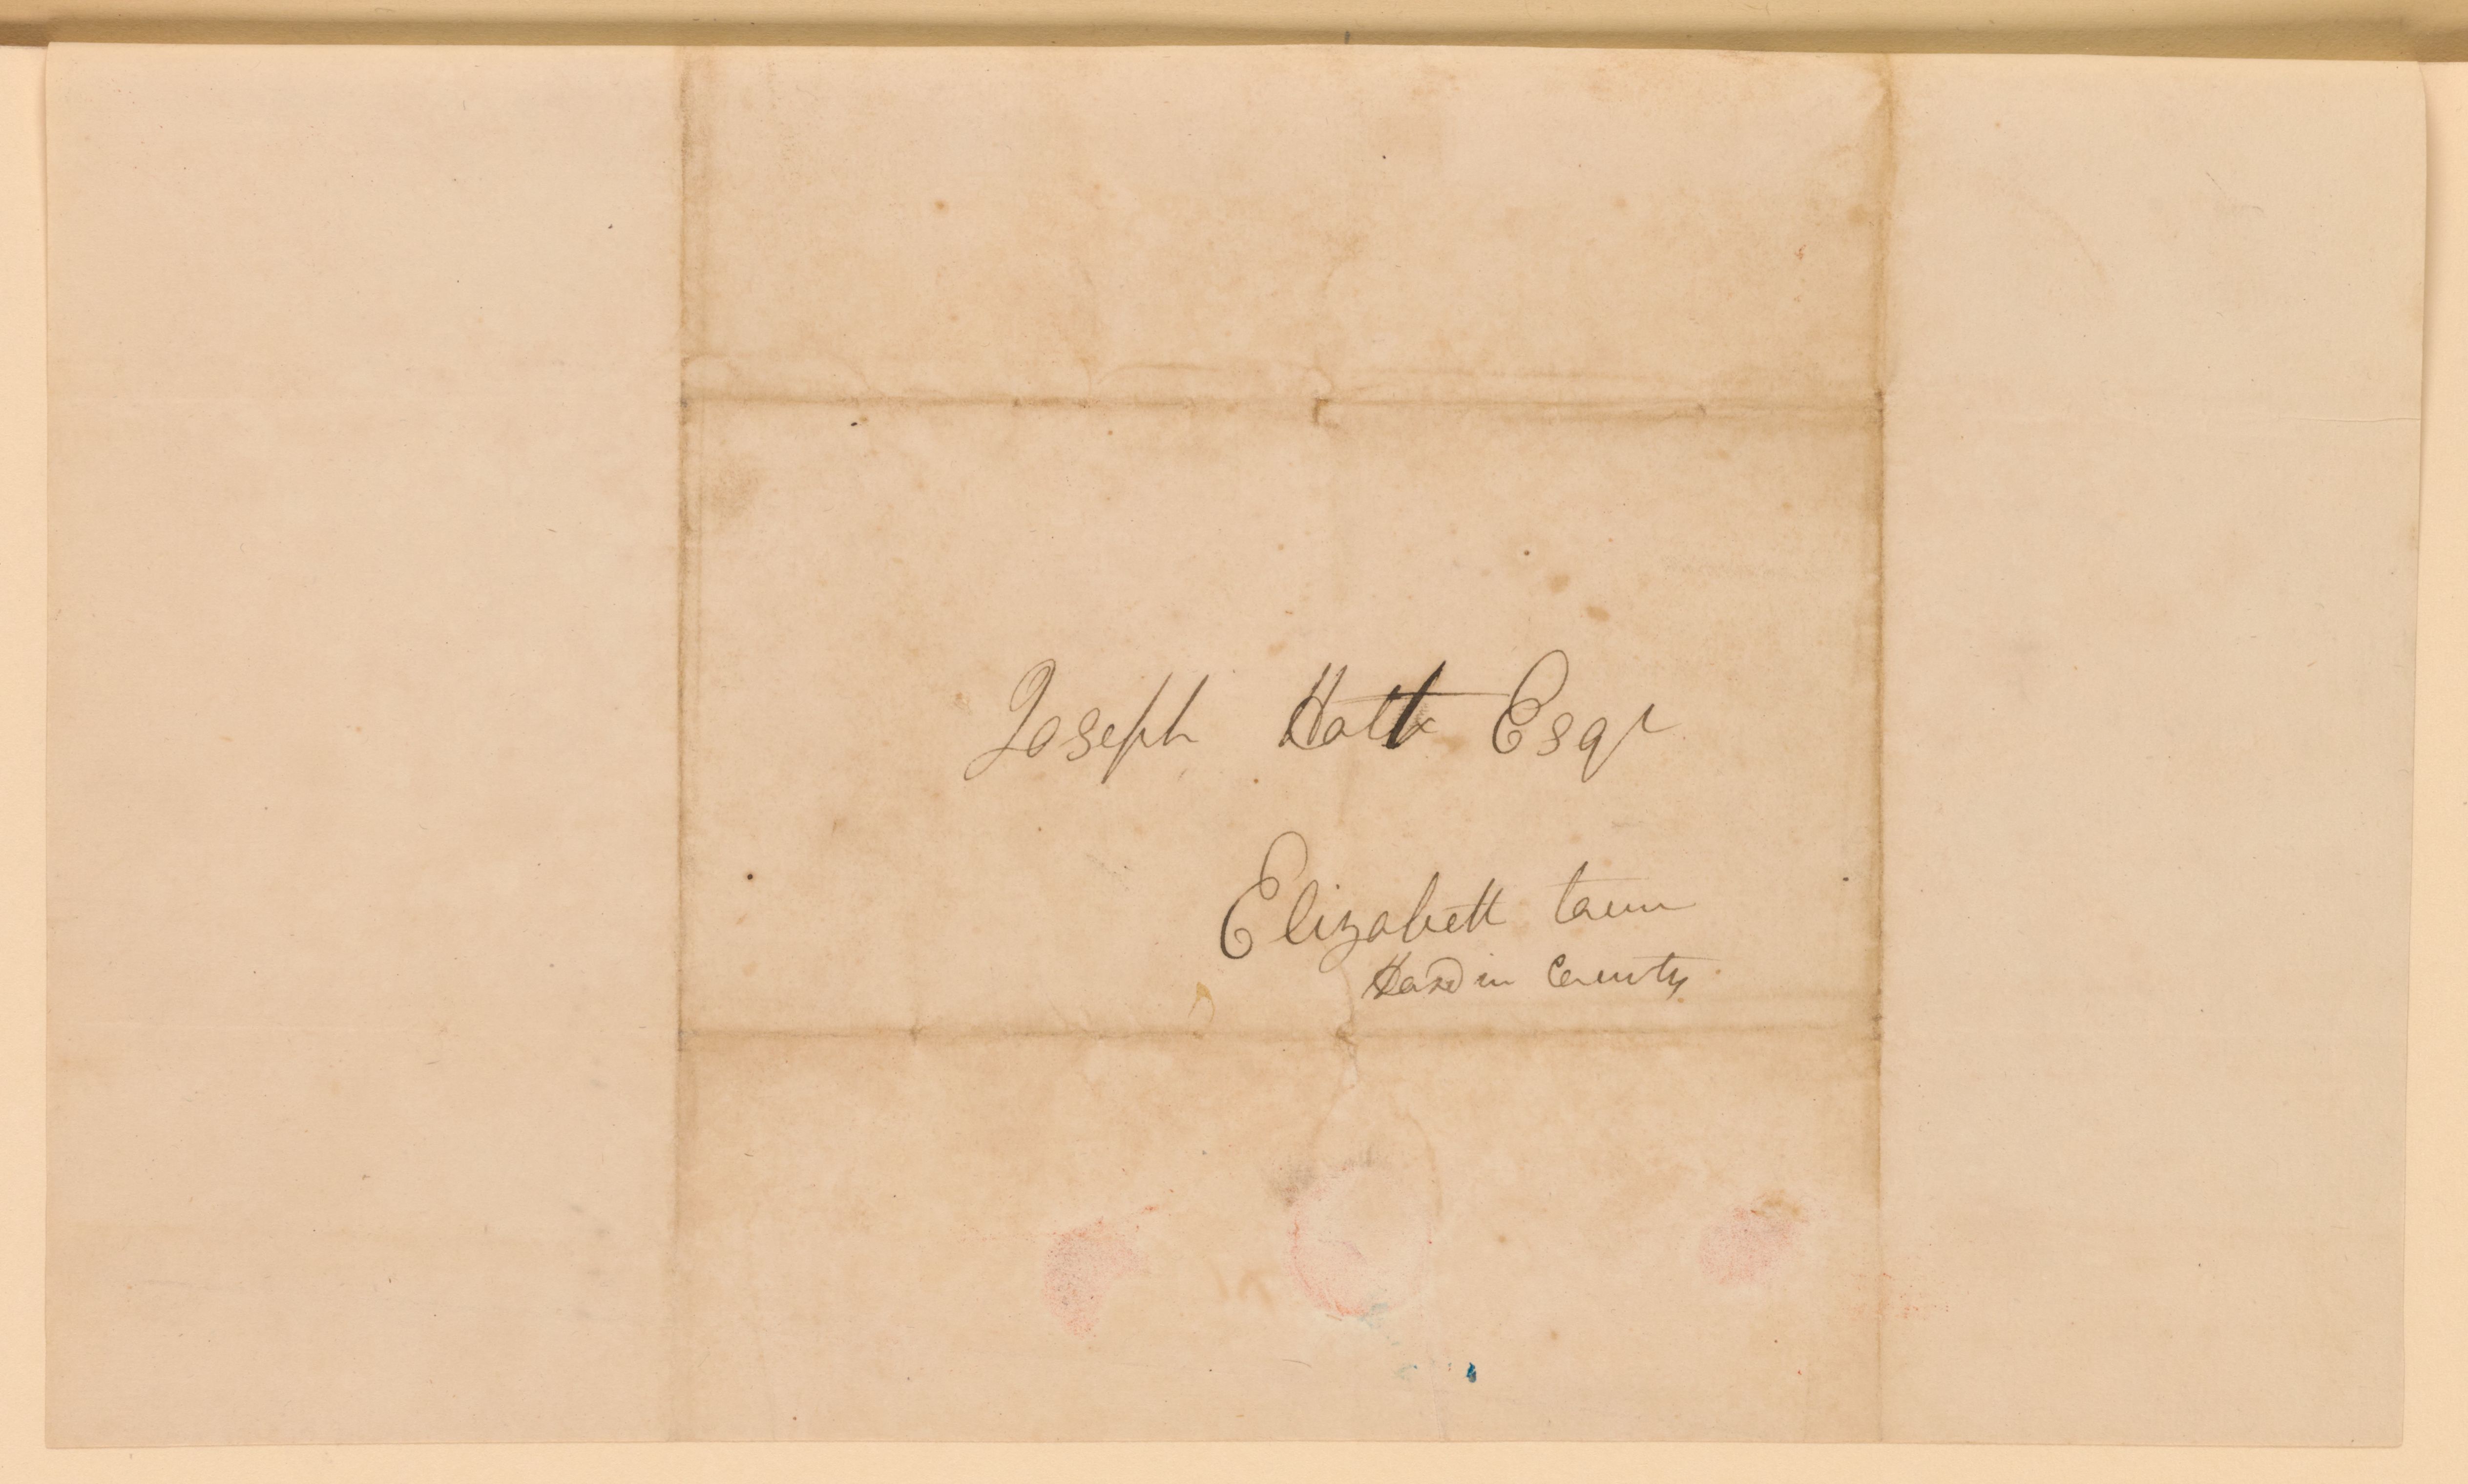 Joseph Holt Esqr
Elizabeth town
Hardin County